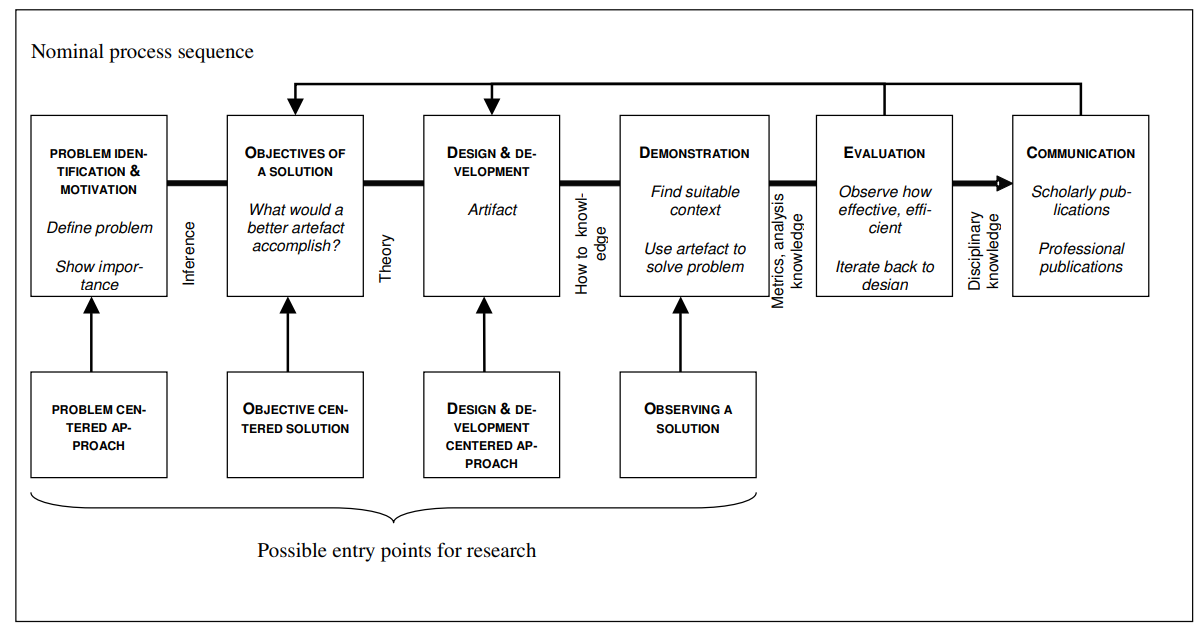 Nominal process sequence
PROBLEM IDEN-
TIFICATION &
MOTIVATION
Define problem
Show impor-
tance
Inference
OBJECTIVES OF
A SOLUTION
What would a
better artefact
accomplish?
Theory
DESIGN & DE-
VELOPMENT
Artifact
How to knowl-
edge
DEMONSTRATION
Find suitable
context
Use artefact to
solve problem
Metrics, analysis
knowledge
EVALUATION
Observe how
effective, effi-
cient
Iterate back to
design
Disciplinary
knowledge
COMMUNICATION
Scholarly pub-
lications
Professional
publications
PROBLEM CEN-
TERED AP-
PROACH
OBJECTIVE CEN-
TERED SOLUTION
DESIGN & DE-
VELOPMENT
CENTERED AP-
PROACH
OBSERVING A
SOLUTION
Possible entry points for research